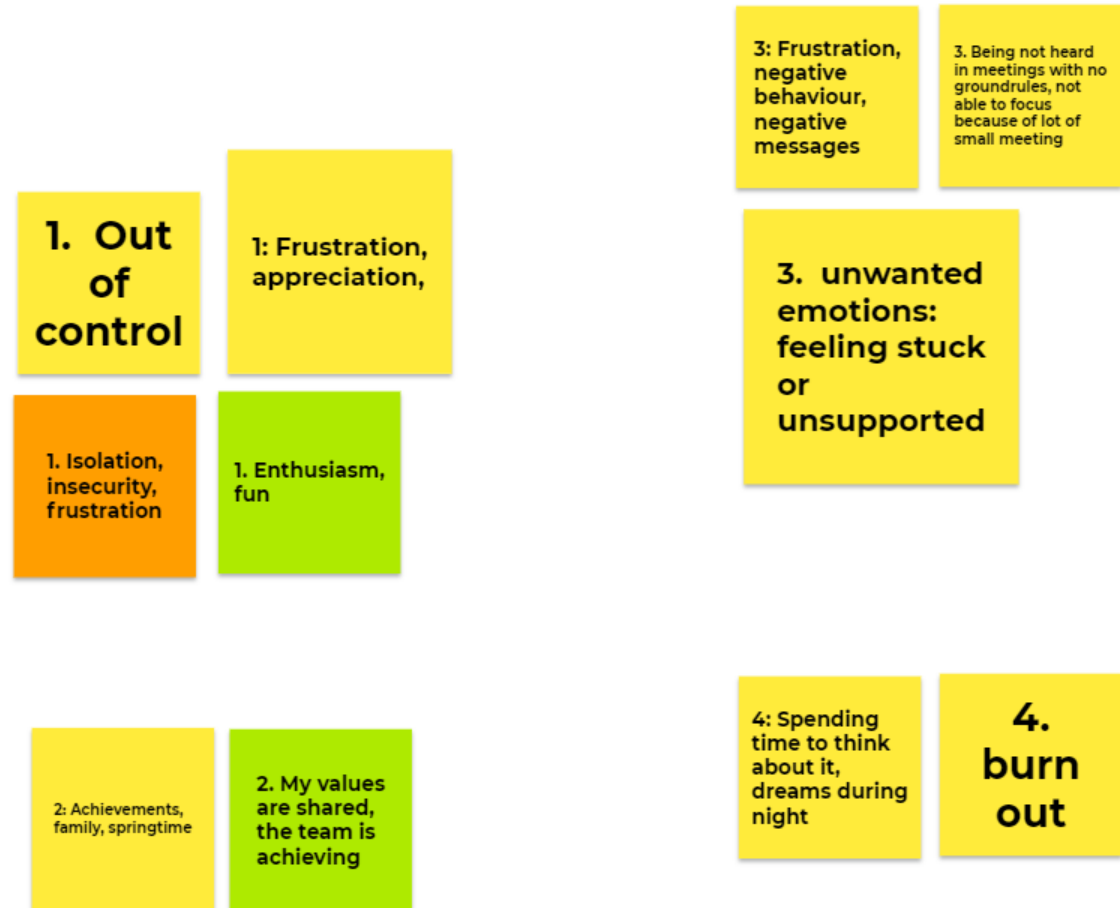 1. Out
of
control
1: Frustration,
appreciation,
1. Isolation,
insecurity,
frustration
1. Enthusiasm,
fun
2: Achievements,
family, springtime
2. My values
are shared,
the team is
achieving
3: Frustration,
negative
behaviour,
negative
messages
3. Being not heard
in meetings with no
groundrules, not
able to focus
because of lot of
small meeting
3. unwanted
emotions:
feeling stuck
or
unsupported
4: Spending
time to think
about it,
dreams during
night
4.
burn
out